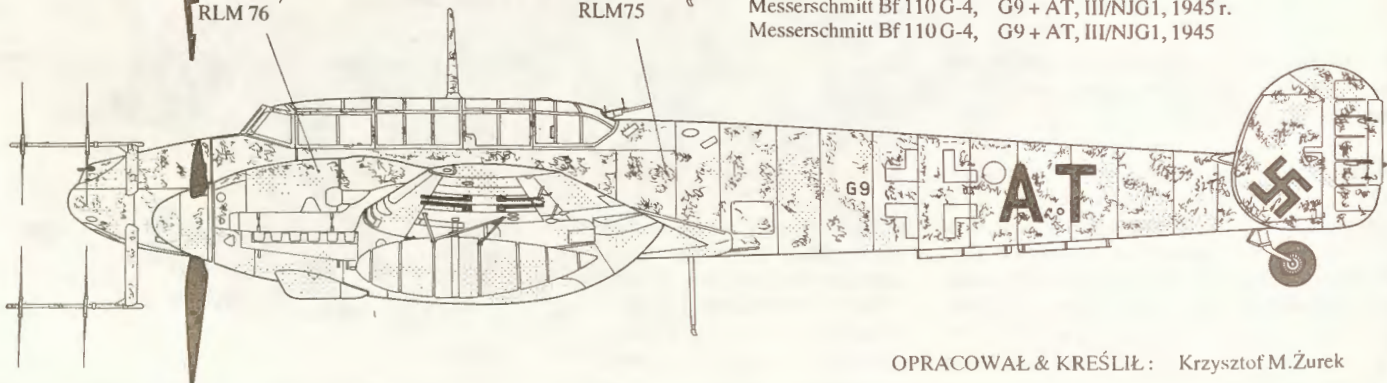 RLM 76
RLM75
Messerschmitt Bf 110 G-4, G9 + AT, III/NJG1, 1945 r.
Messerschmitt Bf 110 G-4, G9 + AT, III/NJG1, 1945
G9
AT
OPRACOWAŁ & KREŚLIŁ : Krzysztof M.Żurek